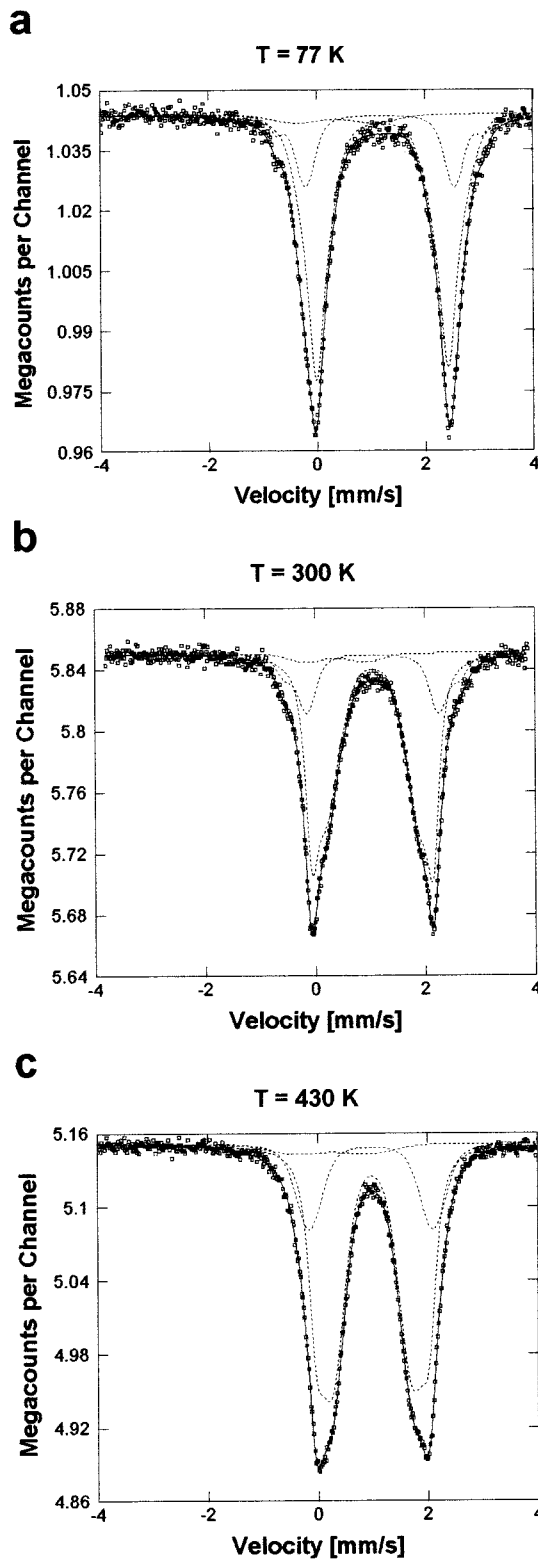 a
T = 77 K
1.05
1.035
1.02
1.005
0.99
0.975
0.96
Megacounts per Channel
-4
-2
0
2
4
Velocity [mm/s]
b
T = 300 K
5.88
5.84
5.8
5.76
5.72
5.68
5.64
Megacounts per Channel
-4
-2
0
2
4
Velocity [mm/s]
c
T = 430 K
5.16
5.1
5.04
4.98
4.92
4.86
Megacounts per Channel
-4
-2
0
2
4
Velocity [mm/s]